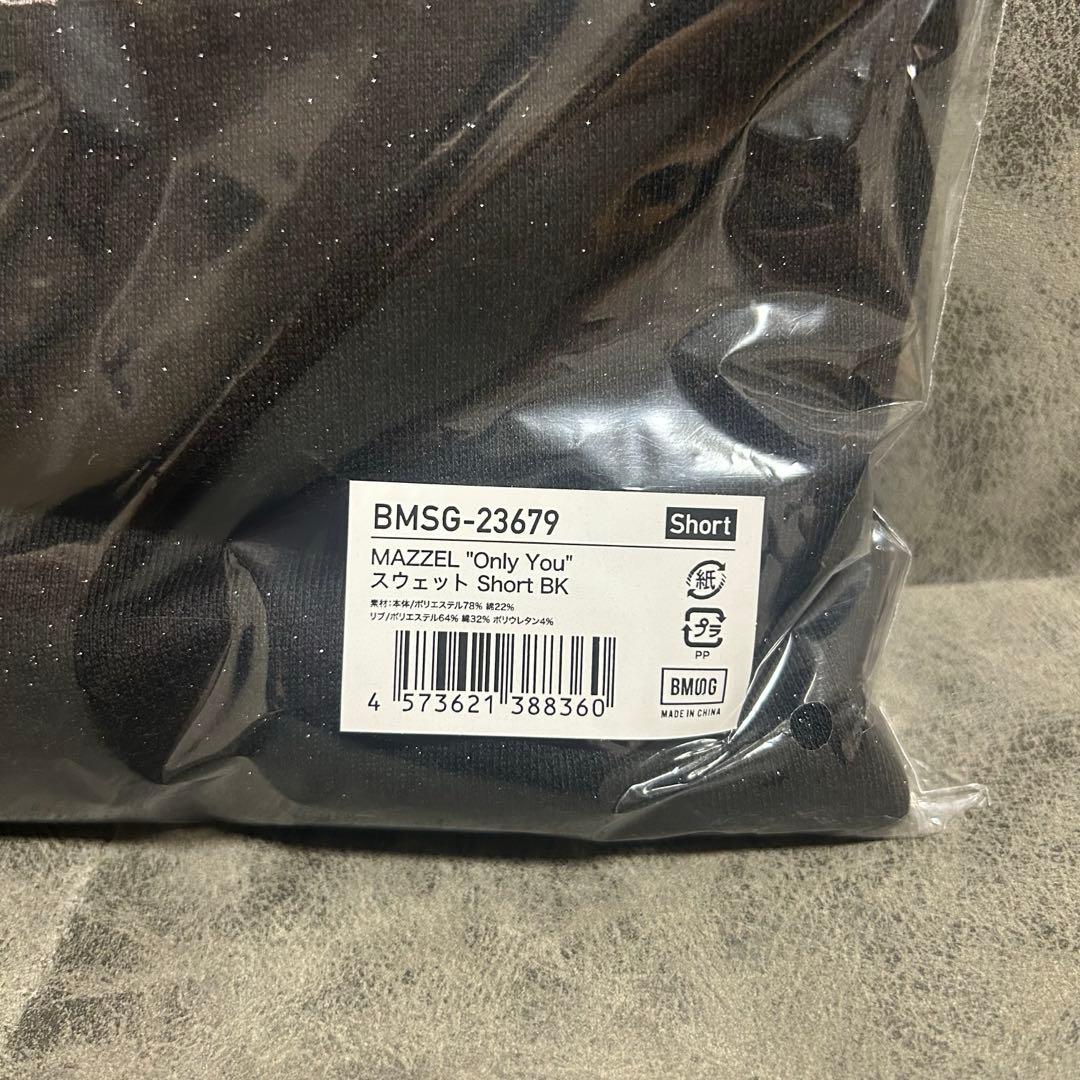 BMSG-23679
Short
MAZZEL "Only You"
スウェット Short BK
素材:本体/ポリエステル78% 綿22%
リブ/ポリエステル64% 綿32% ポリウレタン4%
紙
プラ
PP
4 573621 388360
BMSG
MADE IN CHINA